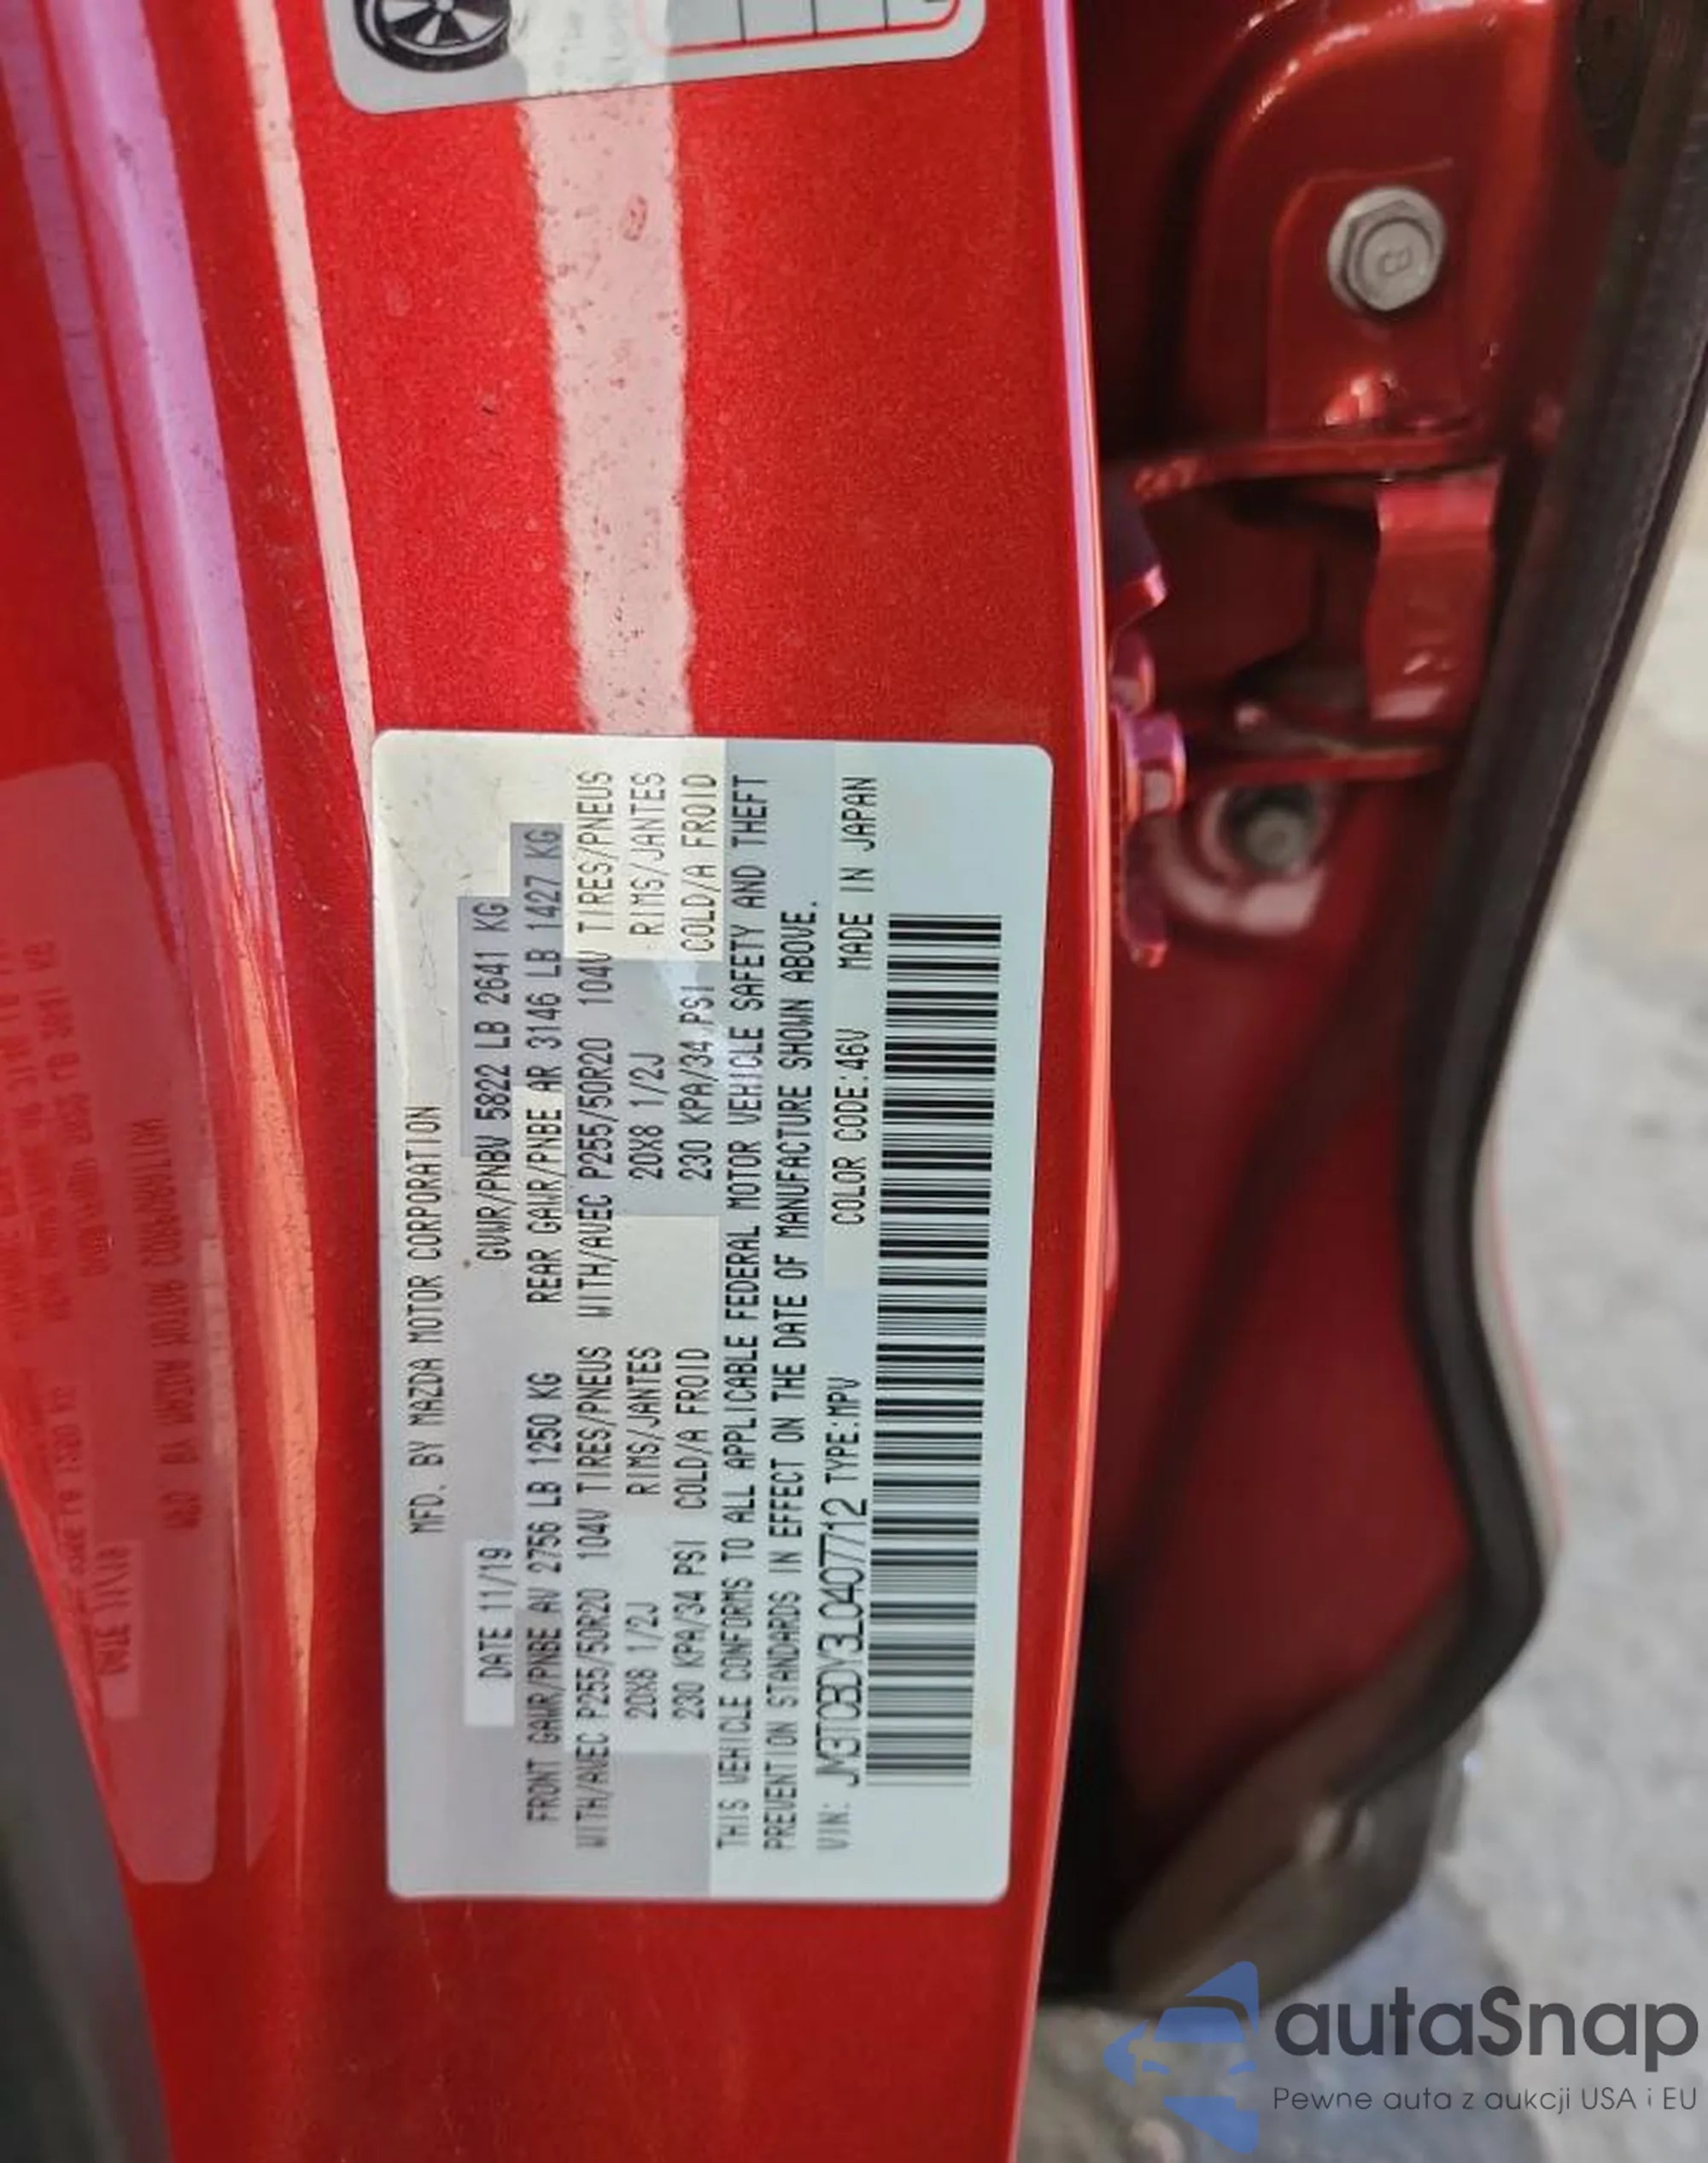 MFD. BY MAZDA MOTOR CORPORATION
DATE 11/19 GVWR/PNBV 5822 LB 2641 KG
FRONT GAWR/PNBE AV 2756 LB 1250 KG REAR GAWR/PNBE AR 3146 LB 1427 KG
WITH/AVEC P255/50R20 104V TIRES/PNEUS WITH/AVEC P255/50R20 104V TIRES/PNEUS
20X8 1/2J RIMS/JANTES 20X8 1/2J RIMS/JANTES
230 KPA/34 PSI COLD/A FROID 230 KPA/34 PSI COLD/A FROID
THIS VEHICLE CONFORMS TO ALL APPLICABLE FEDERAL MOTOR VEHICLE SAFETY AND THEFT
PREVENTION STANDARDS IN EFFECT ON THE DATE OF MANUFACTURE SHOWN ABOVE.
VIN: JM3TCBDY3L0407712 TYPE:MPV COLOR CODE:46V MADE IN JAPAN
autaSnap
Pewne auta z aukcji USA i EU